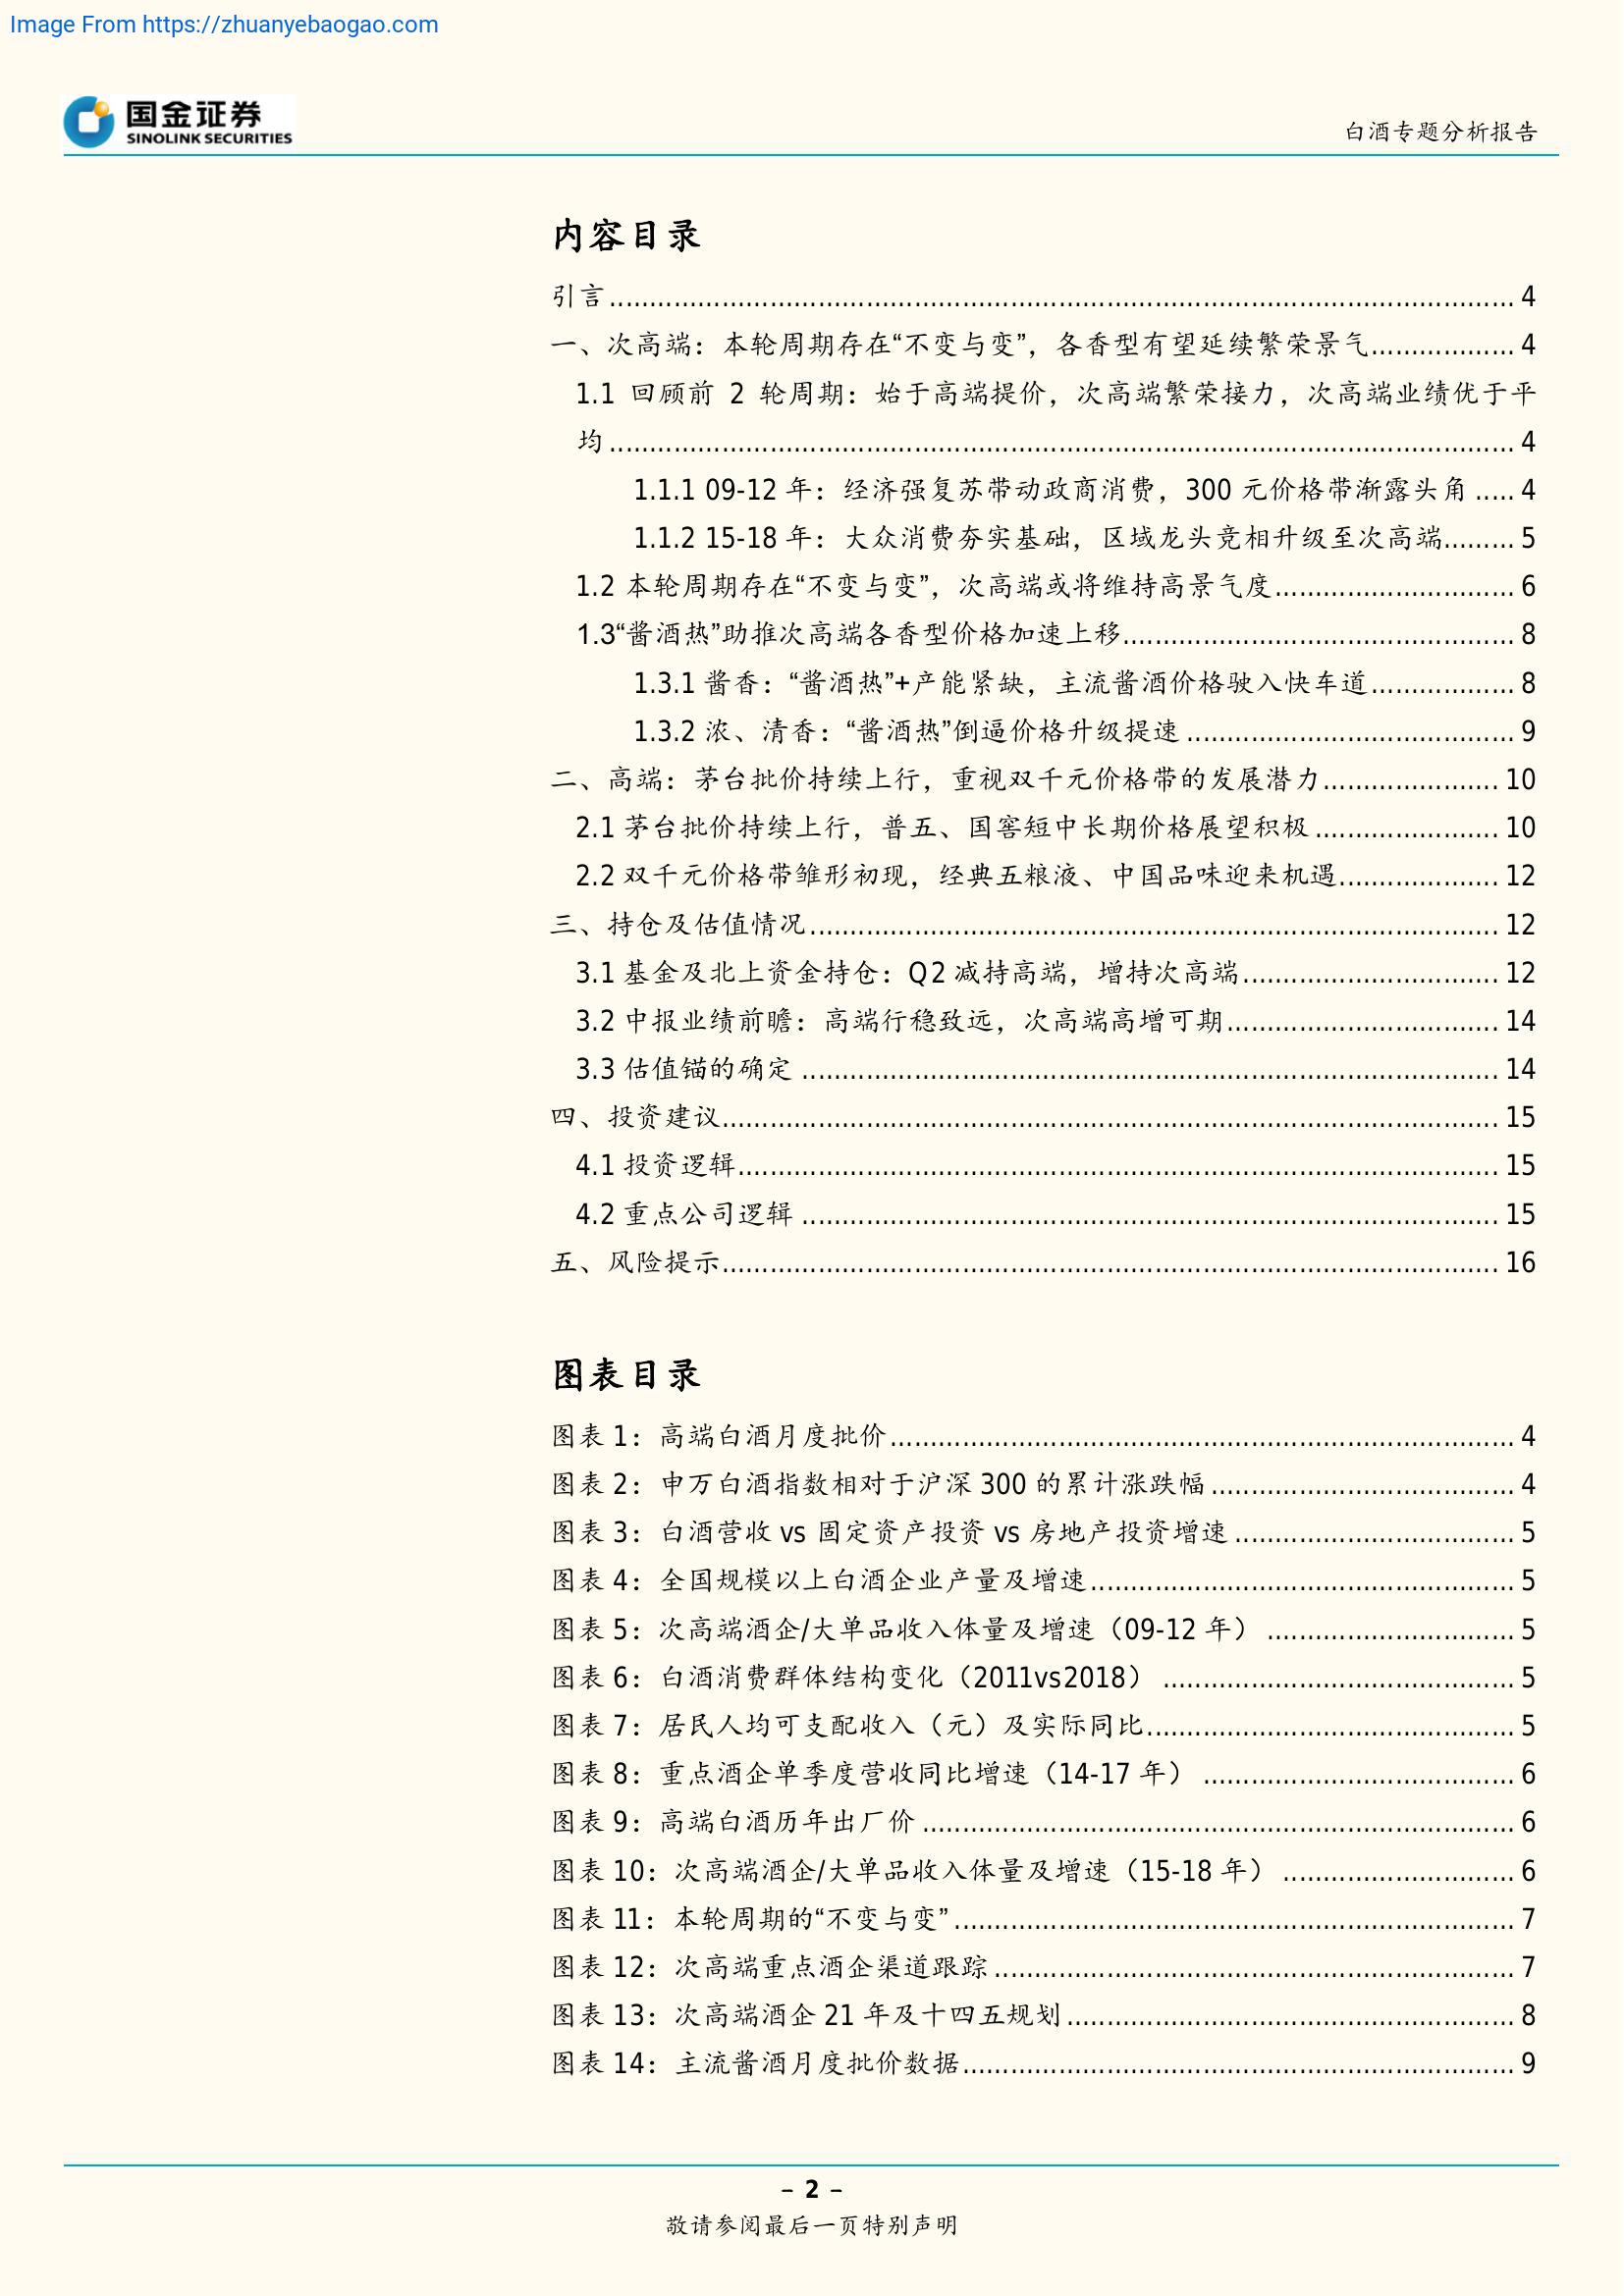 Image From https://zhuanyebaogao.com
国金证券
SINOLINK SECURITIES
白酒专题分析报告
内容目录
引言 4
一、次高端：本轮周期存在“不变与变”，各香型有望延续繁荣景气 4
1.1 回顾前 2 轮周期：始于高端提价，次高端繁荣接力，次高端业绩优于平
均 4
1.1.1 09-12 年：经济强复苏带动政商消费，300 元价格带渐露头角 4
1.1.2 15-18 年：大众消费夯实基础，区域龙头竞相升级至次高端 5
1.2 本轮周期存在“不变与变”，次高端或将维持高景气度 6
1.3“酱酒热”助推次高端各香型价格加速上移 8
1.3.1 酱香：“酱酒热”+产能紧缺，主流酱酒价格驶入快车道 8
1.3.2 浓、清香：“酱酒热”倒逼价格升级提速 9
二、高端：茅台批价持续上行，重视双千元价格带的发展潜力 10
2.1 茅台批价持续上行，普五、国窖短中长期价格展望积极 10
2.2 双千元价格带雏形初现，经典五粮液、中国品味迎来机遇 12
三、持仓及估值情况 12
3.1 基金及北上资金持仓：Q2 减持高端，增持次高端 12
3.2 中报业绩前瞻：高端行稳致远，次高端高增可期 14
3.3 估值锚的确定 14
四、投资建议 15
4.1 投资逻辑 15
4.2 重点公司逻辑 15
五、风险提示 16
图表目录
图表 1：高端白酒月度批价 4
图表 2：申万白酒指数相对于沪深 300 的累计涨跌幅 4
图表 3：白酒营收 vs 固定资产投资 vs 房地产投资增速 5
图表 4：全国规模以上白酒企业产量及增速 5
图表 5：次高端酒企/大单品收入体量及增速（09-12 年） 5
图表 6：白酒消费群体结构变化（2011vs2018） 5
图表 7：居民人均可支配收入（元）及实际同比 5
图表 8：重点酒企单季度营收同比增速（14-17 年） 6
图表 9：高端白酒历年出厂价 6
图表 10：次高端酒企/大单品收入体量及增速（15-18 年） 6
图表 11：本轮周期的“不变与变” 7
图表 12：次高端重点酒企渠道跟踪 7
图表 13：次高端酒企 21 年及十四五规划 8
图表 14：主流酱酒月度批价数据 9
- 2 -
敬请参阅最后一页特别声明